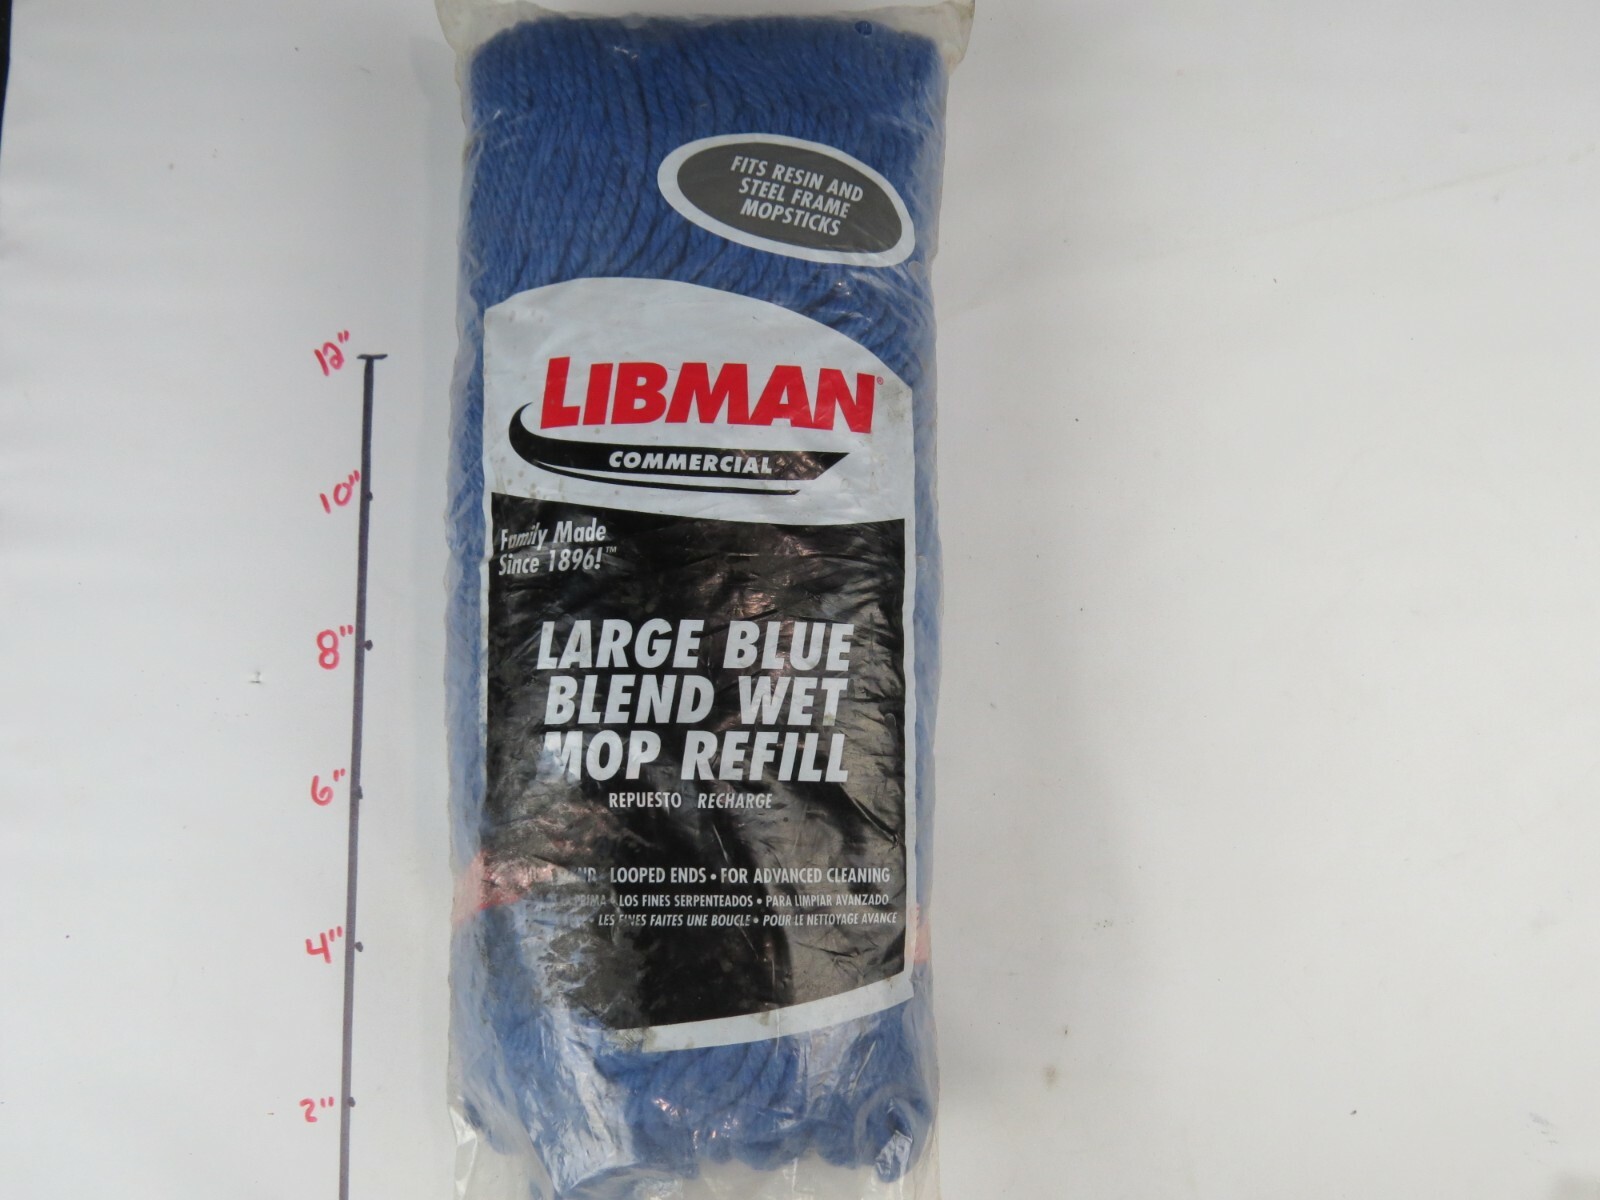 FITS RESIN AND
STEEL FRAME
MOPSTICKS
LIBMAN®
COMMERCIAL
Family Made
Since 1896!™
LARGE BLUE
BLEND WET
MOP REFILL
REPUESTO RECHARGE
LOOPED ENDS • FOR ADVANCED CLEANING
PRIMA • LOS FINES SERPENTEADOS • PARA LIMPIAR AVANZADO
• LES FINES FAITES UNE BOUCLE • POUR LE NETTOYAGE AVANCE
12"
10"
8"
6"
4"
2"